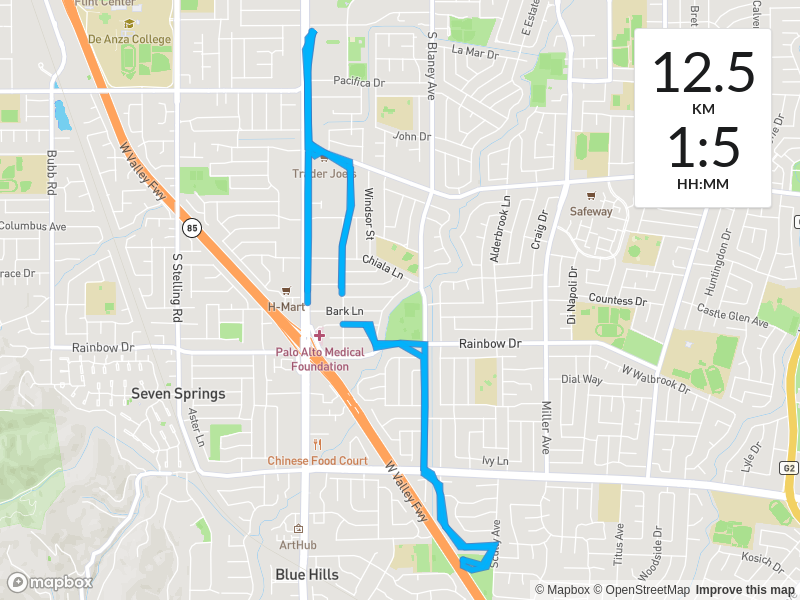 Flint Center
De Anza College
Bubb Rd
W Valley Fwy
85
S Stelling Rd
Columbus Ave
Pacifica Dr
La Mar Dr
S Blaney Ave
John Dr
Trader Joe's
Windsor St
Chiala Ln
H-Mart
Bark Ln
Palo Alto Medical
Foundation
Rainbow Dr
Rainbow Dr
Seven Springs
Aster Ln
Chinese Food Court
W Valley Fwy
ArtHub
Blue Hills
Alderbrook Ln
Craig Dr
Safeway
Di Napoli Dr
Countess Dr
Huntingdon Dr
Castle Glen Ave
W Walbrook Dr
Dial Way
Miller Ave
Ivy Ln
Lyle Dr
G2
Titus Ave
Woodside Dr
Kosich Dr
12.5
KM
1:5
HH:MM
mapbox
© Mapbox © OpenStreetMap Improve this map